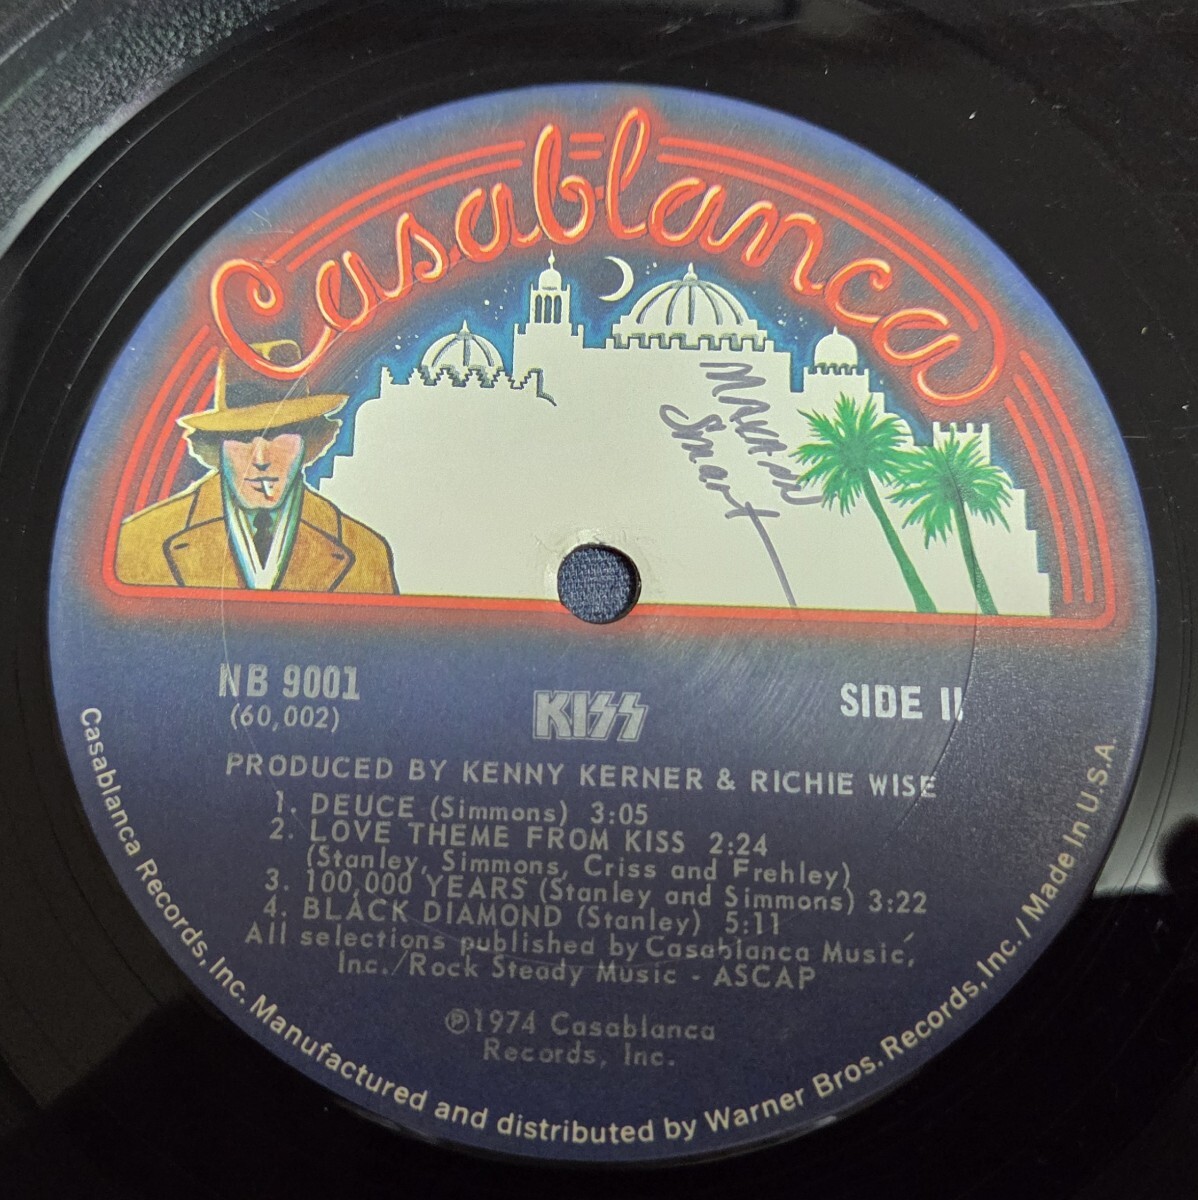 Casablanca
NB 9001
(60,002)
KISS
SIDE II
PRODUCED BY KENNY KERNER & RICHIE WISE
1. DEUCE (Simmons) 3:05
2. LOVE THEME FROM KISS 2:24
(Stanley, Simmons, Criss and Frehley)
3. 100,000 YEARS (Stanley and Simmons) 3:22
4. BLACK DIAMOND (Stanley) 5:11
All selections published by Casablanca Music,
Inc./Rock Steady Music - ASCAP
Ⓟ1974 Casablanca
Records, Inc.
Casablanca Records, Inc. Manufactured and distributed by Warner Bros. Records, Inc. / Made In U.S.A.